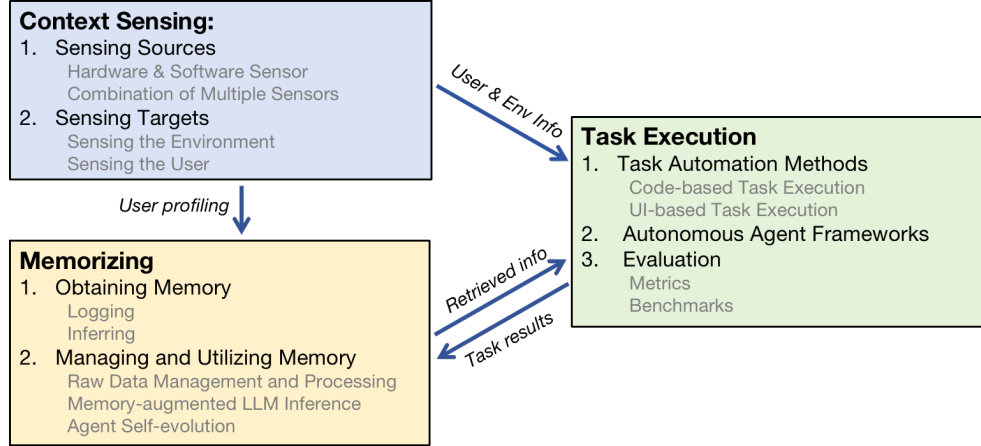 Context Sensing:
1. Sensing Sources
Hardware & Software Sensor
Combination of Multiple Sensors
2. Sensing Targets
Sensing the Environment
Sensing the User
User & Env Info
User profiling
Task Execution
1. Task Automation Methods
Code-based Task Execution
UI-based Task Execution
2. Autonomous Agent Frameworks
3. Evaluation
Metrics
Benchmarks
Memorizing
1. Obtaining Memory
Logging
Inferring
2. Managing and Utilizing Memory
Raw Data Management and Processing
Memory-augmented LLM Inference
Agent Self-evolution
Retrieved info
Task results